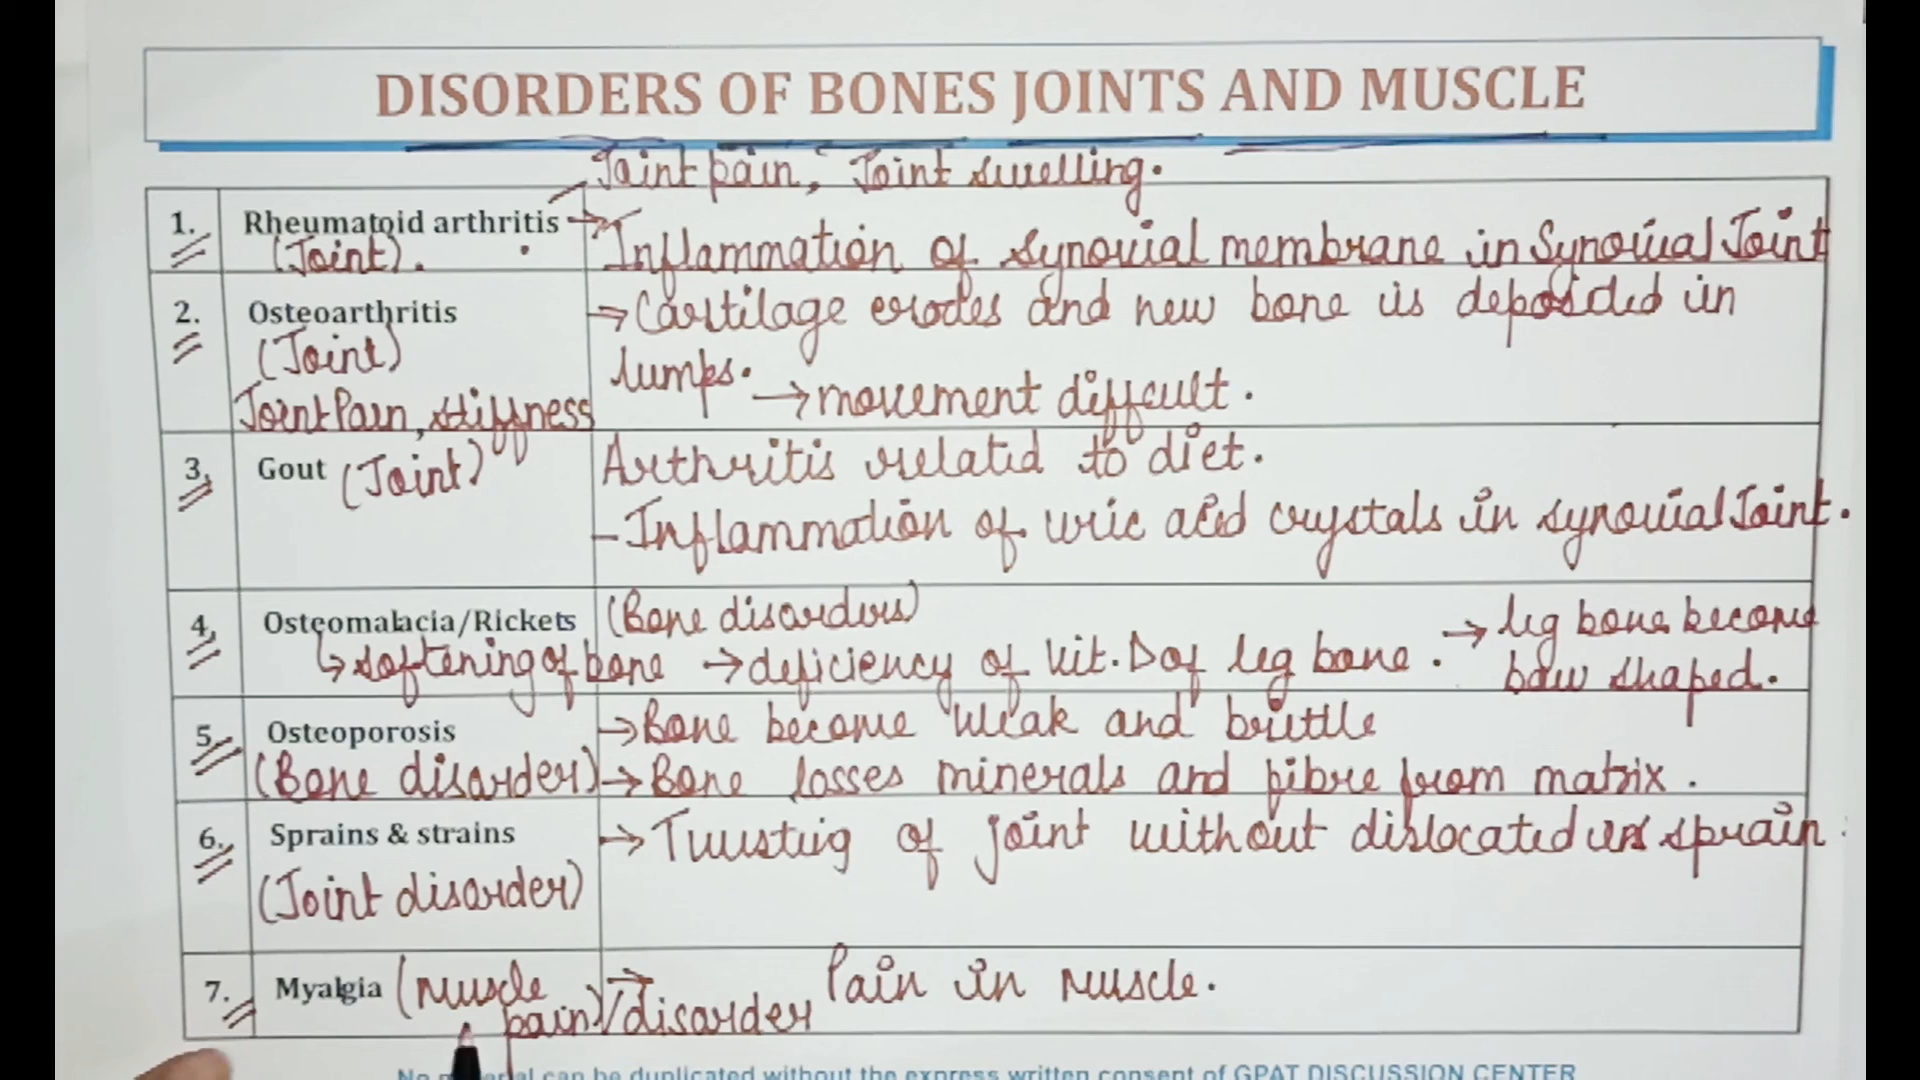 DISORDERS OF BONES JOINTS AND MUSCLE
Joint pain, Joint swelling.
1. Rheumatoid arthritis → Inflammation of synovial membrane in Synovial Joint
(Joint).
2. Osteoarthritis → Cartilage erodes and new bone is deposided in
(Joint) lumps. → movement difficult.
Joint Pain, stiffness
3. Gout (Joint) Arthritis related to diet.
- Inflammation of uric acid crystals in synovial Joint.
4. Osteomalacia/Rickets (Bone disorders) → leg bone become
↳ softening of bone → deficiency of vit. D of leg bone. bow shaped.
5. Osteoporosis → Bone become weak and brittle
(Bone disorder) → Bone losses minerals and fibre from matrix.
6. Sprains & strains → Twisting of joint without dislocated sprain.
(Joint disorder)
7. Myalgia (Muscle → Pain in Muscle.
pain)/disorder
No material can be duplicated without the express written consent of GPAT DISCUSSION CENTER